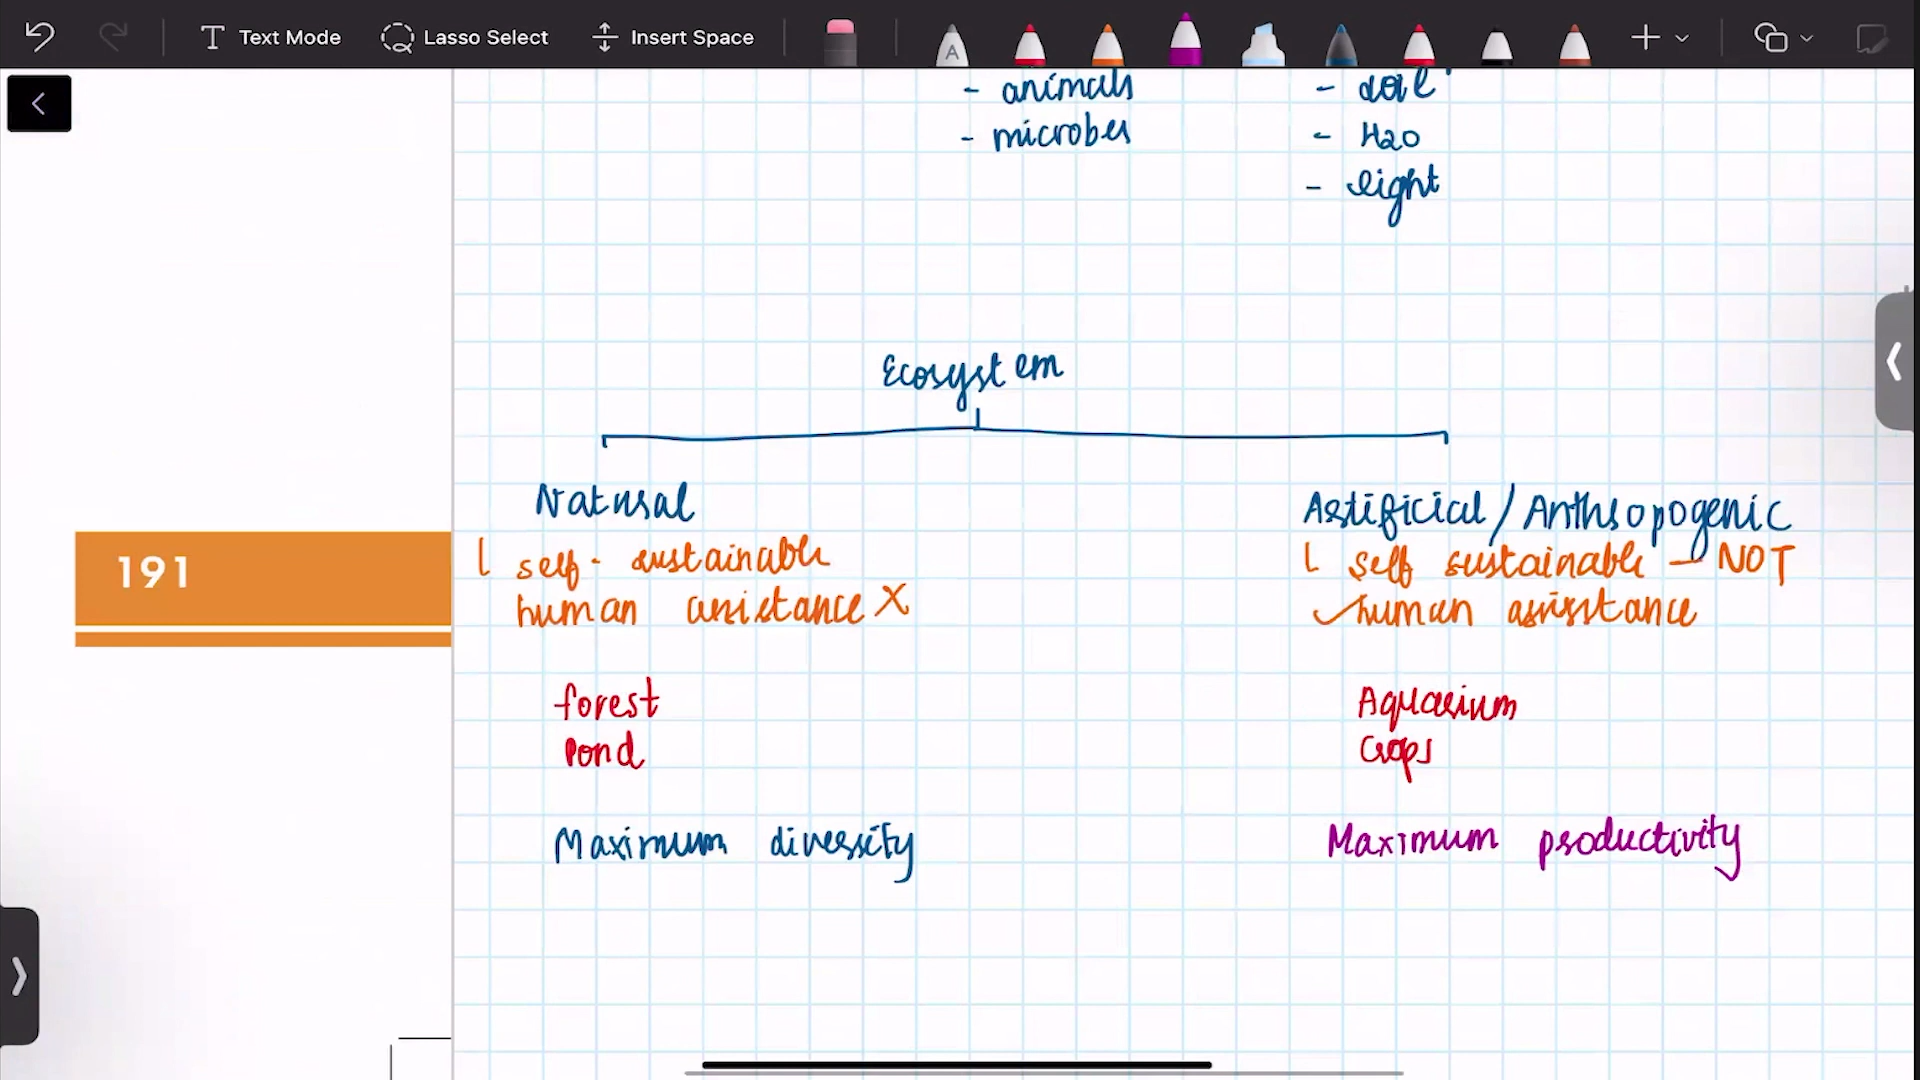 Text Mode
Lasso Select
Insert Space
A
- animals
- microbes
- soil
- H2O
- light
Ecosystem
Natural
self-sustainable
human assistance X
forest
Pond
Maximum diversity
Artificial/Anthropogenic
self sustainable - NOT
✓human assistance
Aquarium
Crops
Maximum productivity
191